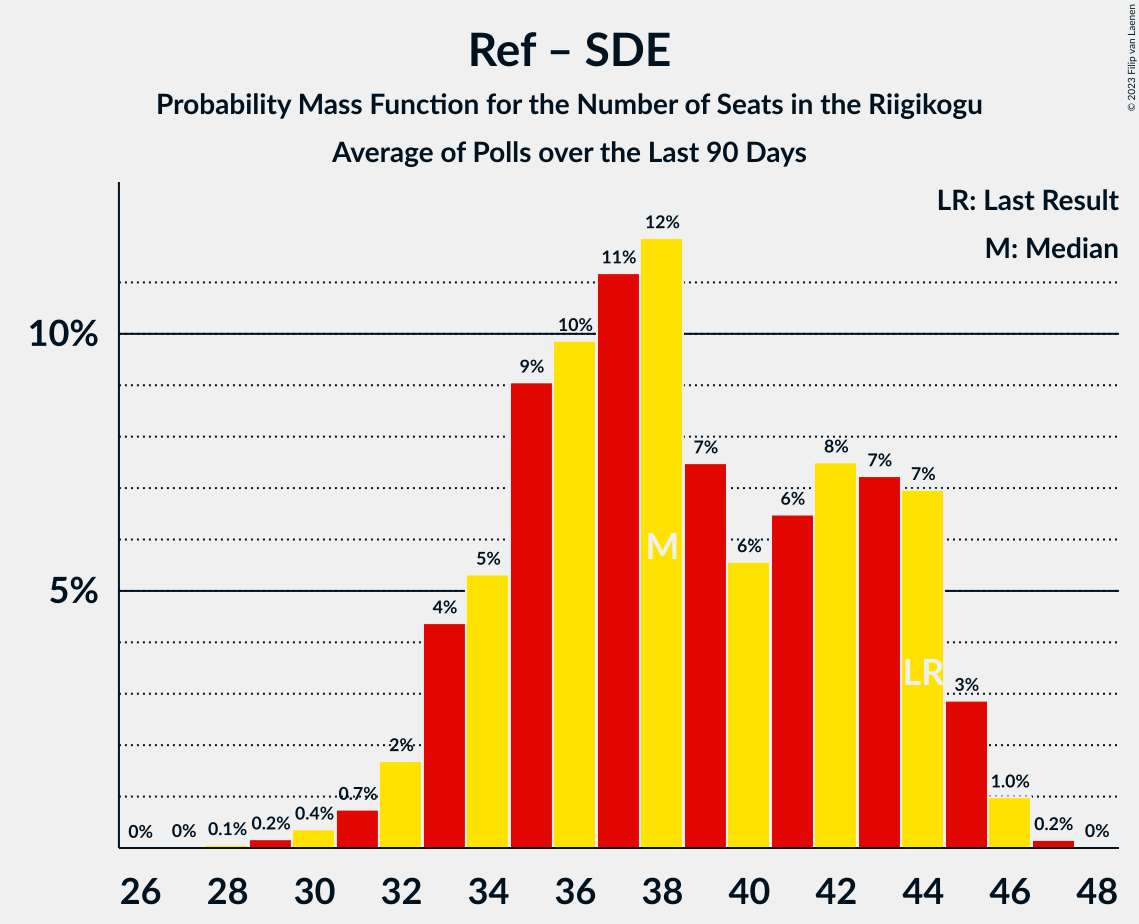 Ref – SDE
Probability Mass Function for the Number of Seats in the Riigikogu
Average of Polls over the Last 90 Days
© 2023 Filip van Laenen
LR: Last Result
M: Median
10%
5%
0%
0%
0.1%
0.2%
0.4%
0.7%
2%
4%
5%
9%
10%
11%
12%
7%
6%
6%
8%
7%
7%
3%
1.0%
0.2%
0%
M
LR
26 28 30 32 34 36 38 40 42 44 46 48